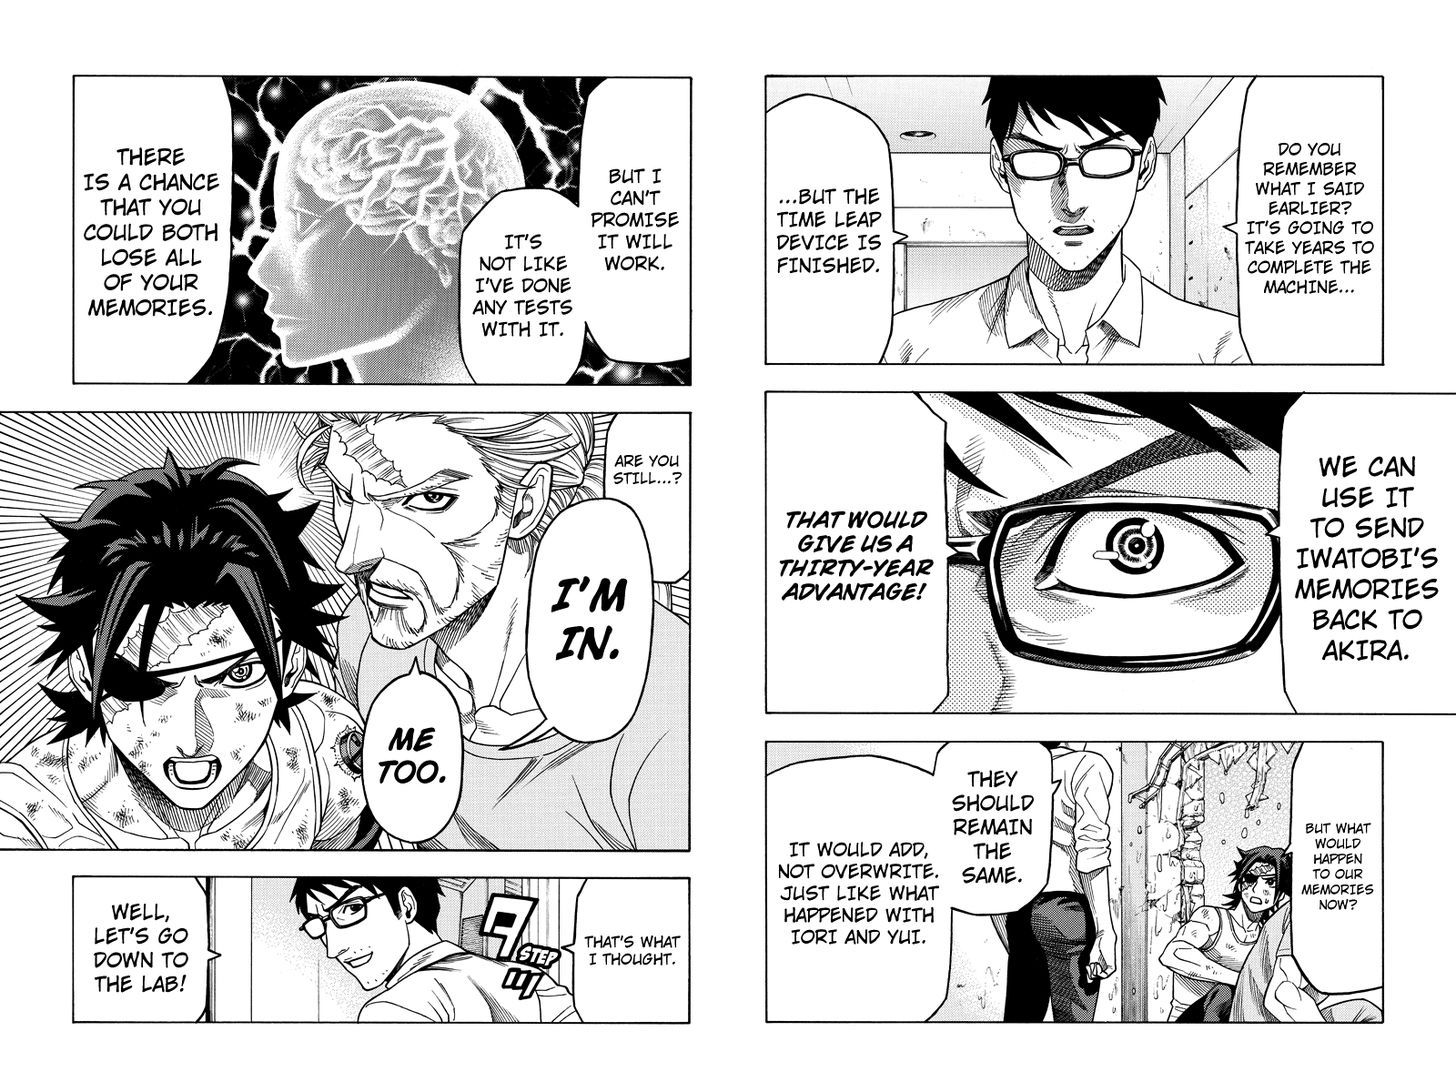 DO YOU
REMEMBER
WHAT I SAID
EARLIER?
IT'S GOING TO
TAKE YEARS TO
COMPLETE THE
MACHINE...
...BUT THE
TIME LEAP
DEVICE IS
FINISHED.
WE CAN
USE IT
TO SEND
IWATOBI'S
MEMORIES
BACK TO
AKIRA.
THAT WOULD
GIVE US A
THIRTY-YEAR
ADVANTAGE!
BUT WHAT
WOULD
HAPPEN
TO OUR
MEMORIES
NOW?
THEY
SHOULD
REMAIN
THE
SAME.
IT WOULD ADD,
NOT OVERWRITE.
JUST LIKE WHAT
HAPPENED WITH
IORI AND YUI.
BUT I
CAN'T
PROMISE
IT WILL
WORK.
IT'S
NOT LIKE
I'VE DONE
ANY TESTS
WITH IT.
THERE
IS A CHANCE
THAT YOU
COULD BOTH
LOSE ALL
OF YOUR
MEMORIES.
ARE YOU
STILL...?
I'M
IN.
ME
TOO.
THAT'S WHAT
I THOUGHT.
STEP
WELL,
LET'S GO
DOWN TO
THE LAB!